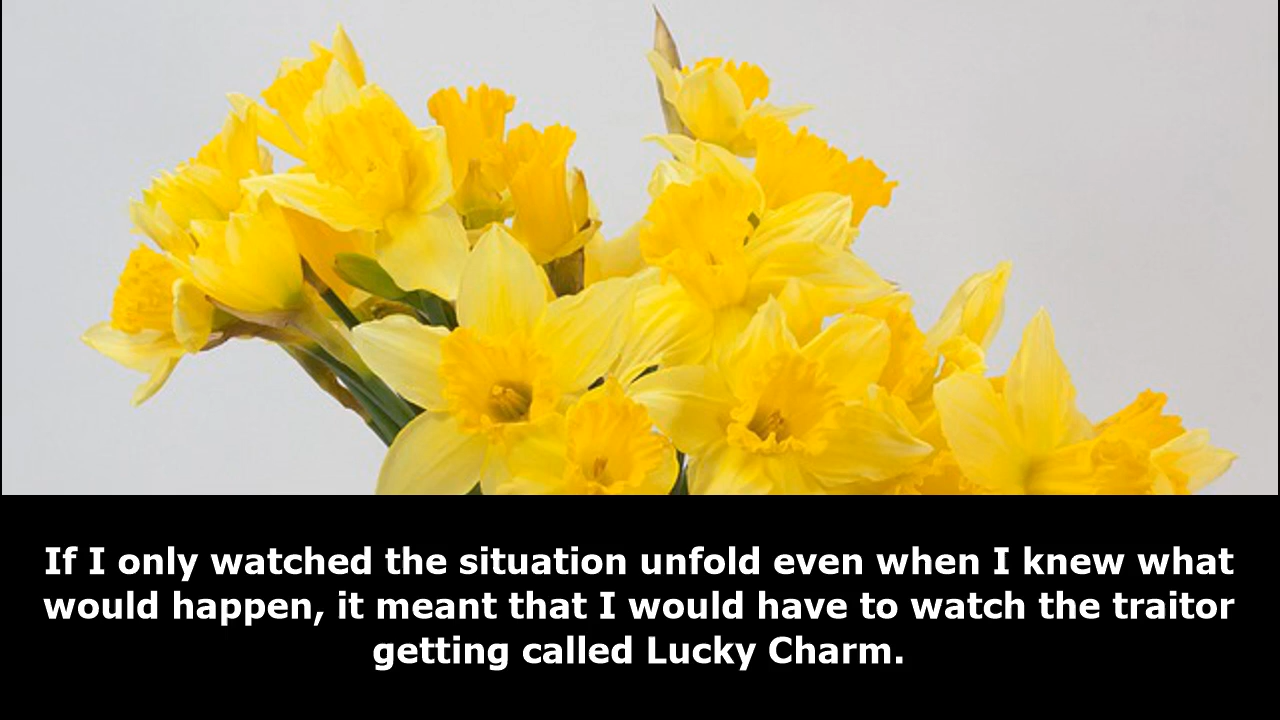 If I only watched the situation unfold even when I knew what
would happen, it meant that I would have to watch the traitor
getting called Lucky Charm.